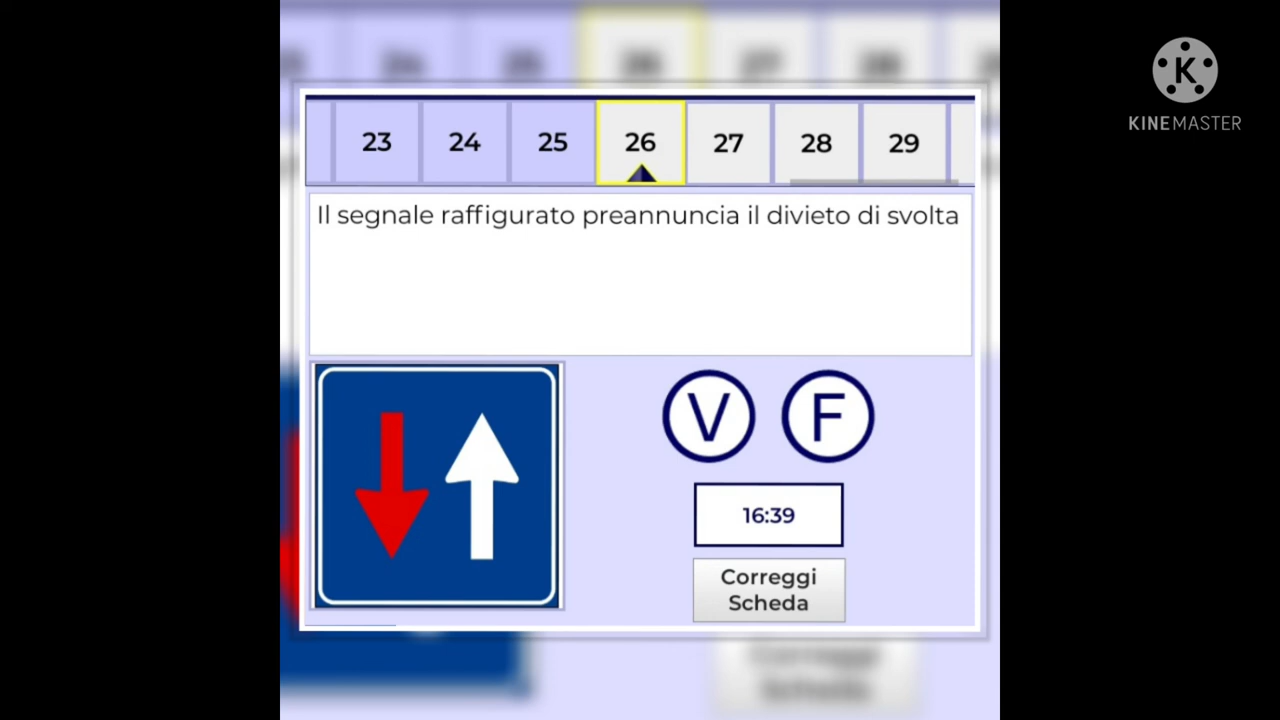 K
KINEMASTER
23 24 25 26 27 28 29
Il segnale raffigurato preannuncia il divieto di svolta
V F
16:39
Correggi
Scheda